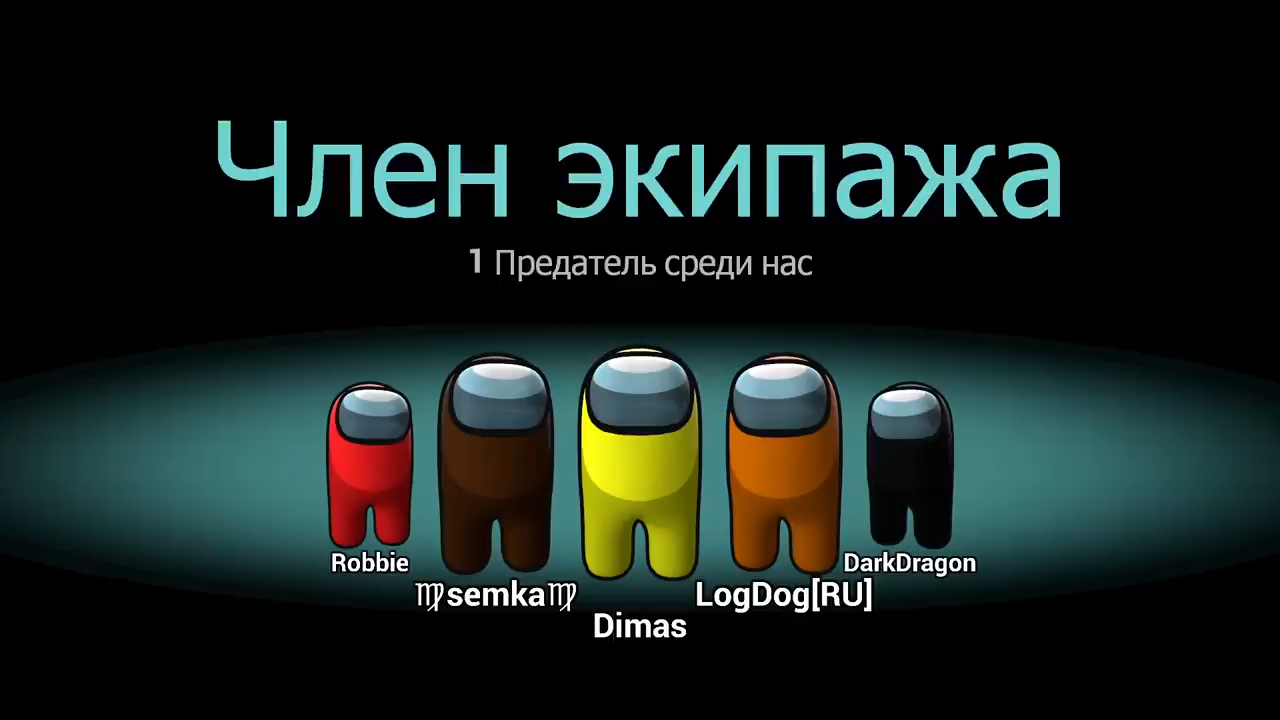 Член экипажа
1 Предатель среди нас
Robbie
♍semka♍
Dimas
LogDog[RU]
DarkDragon